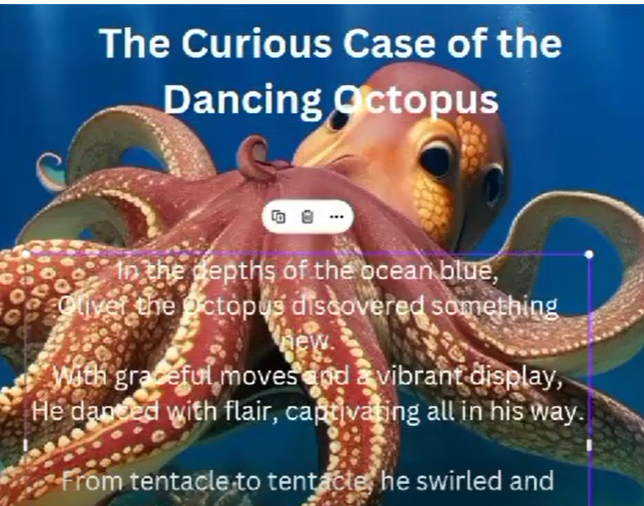 The Curious Case of the
Dancing Octopus
In the depths of the ocean blue,
Oliver the Octopus discovered something
new.
With graceful moves and a vibrant display,
He danced with flair, captivating all in his way.
From tentacle to tentacle, he swirled and